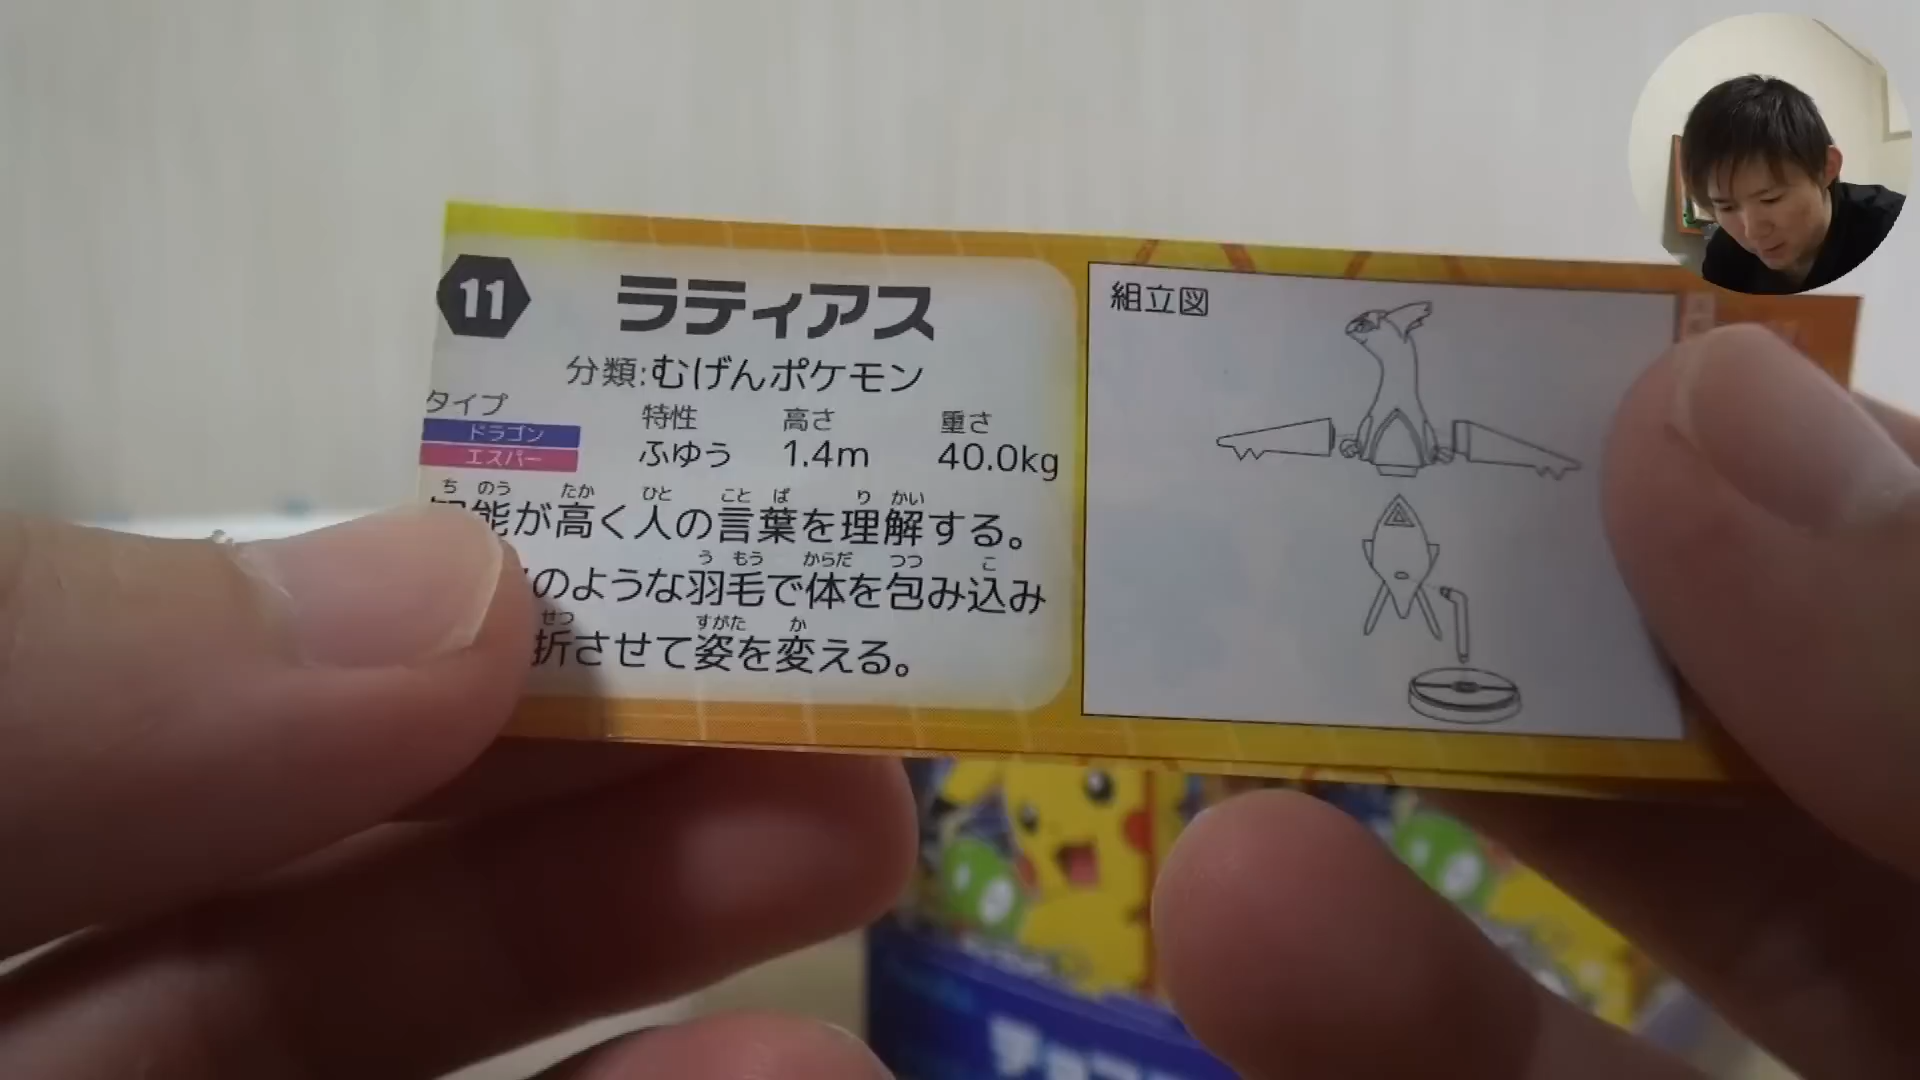 11
ラティアス
分類:むげんポケモン
タイプ
ドラゴン
エスパー
特性
ふゆう
高さ
1.4m
重さ
40.0kg
ち のう たか ひと こと ば り かい
能が高く人の言葉を理解する。
う もう からだ つつ こ
のような羽毛で体を包み込み
せつ すがた か
折させて姿を変える。
組立図
チョコ